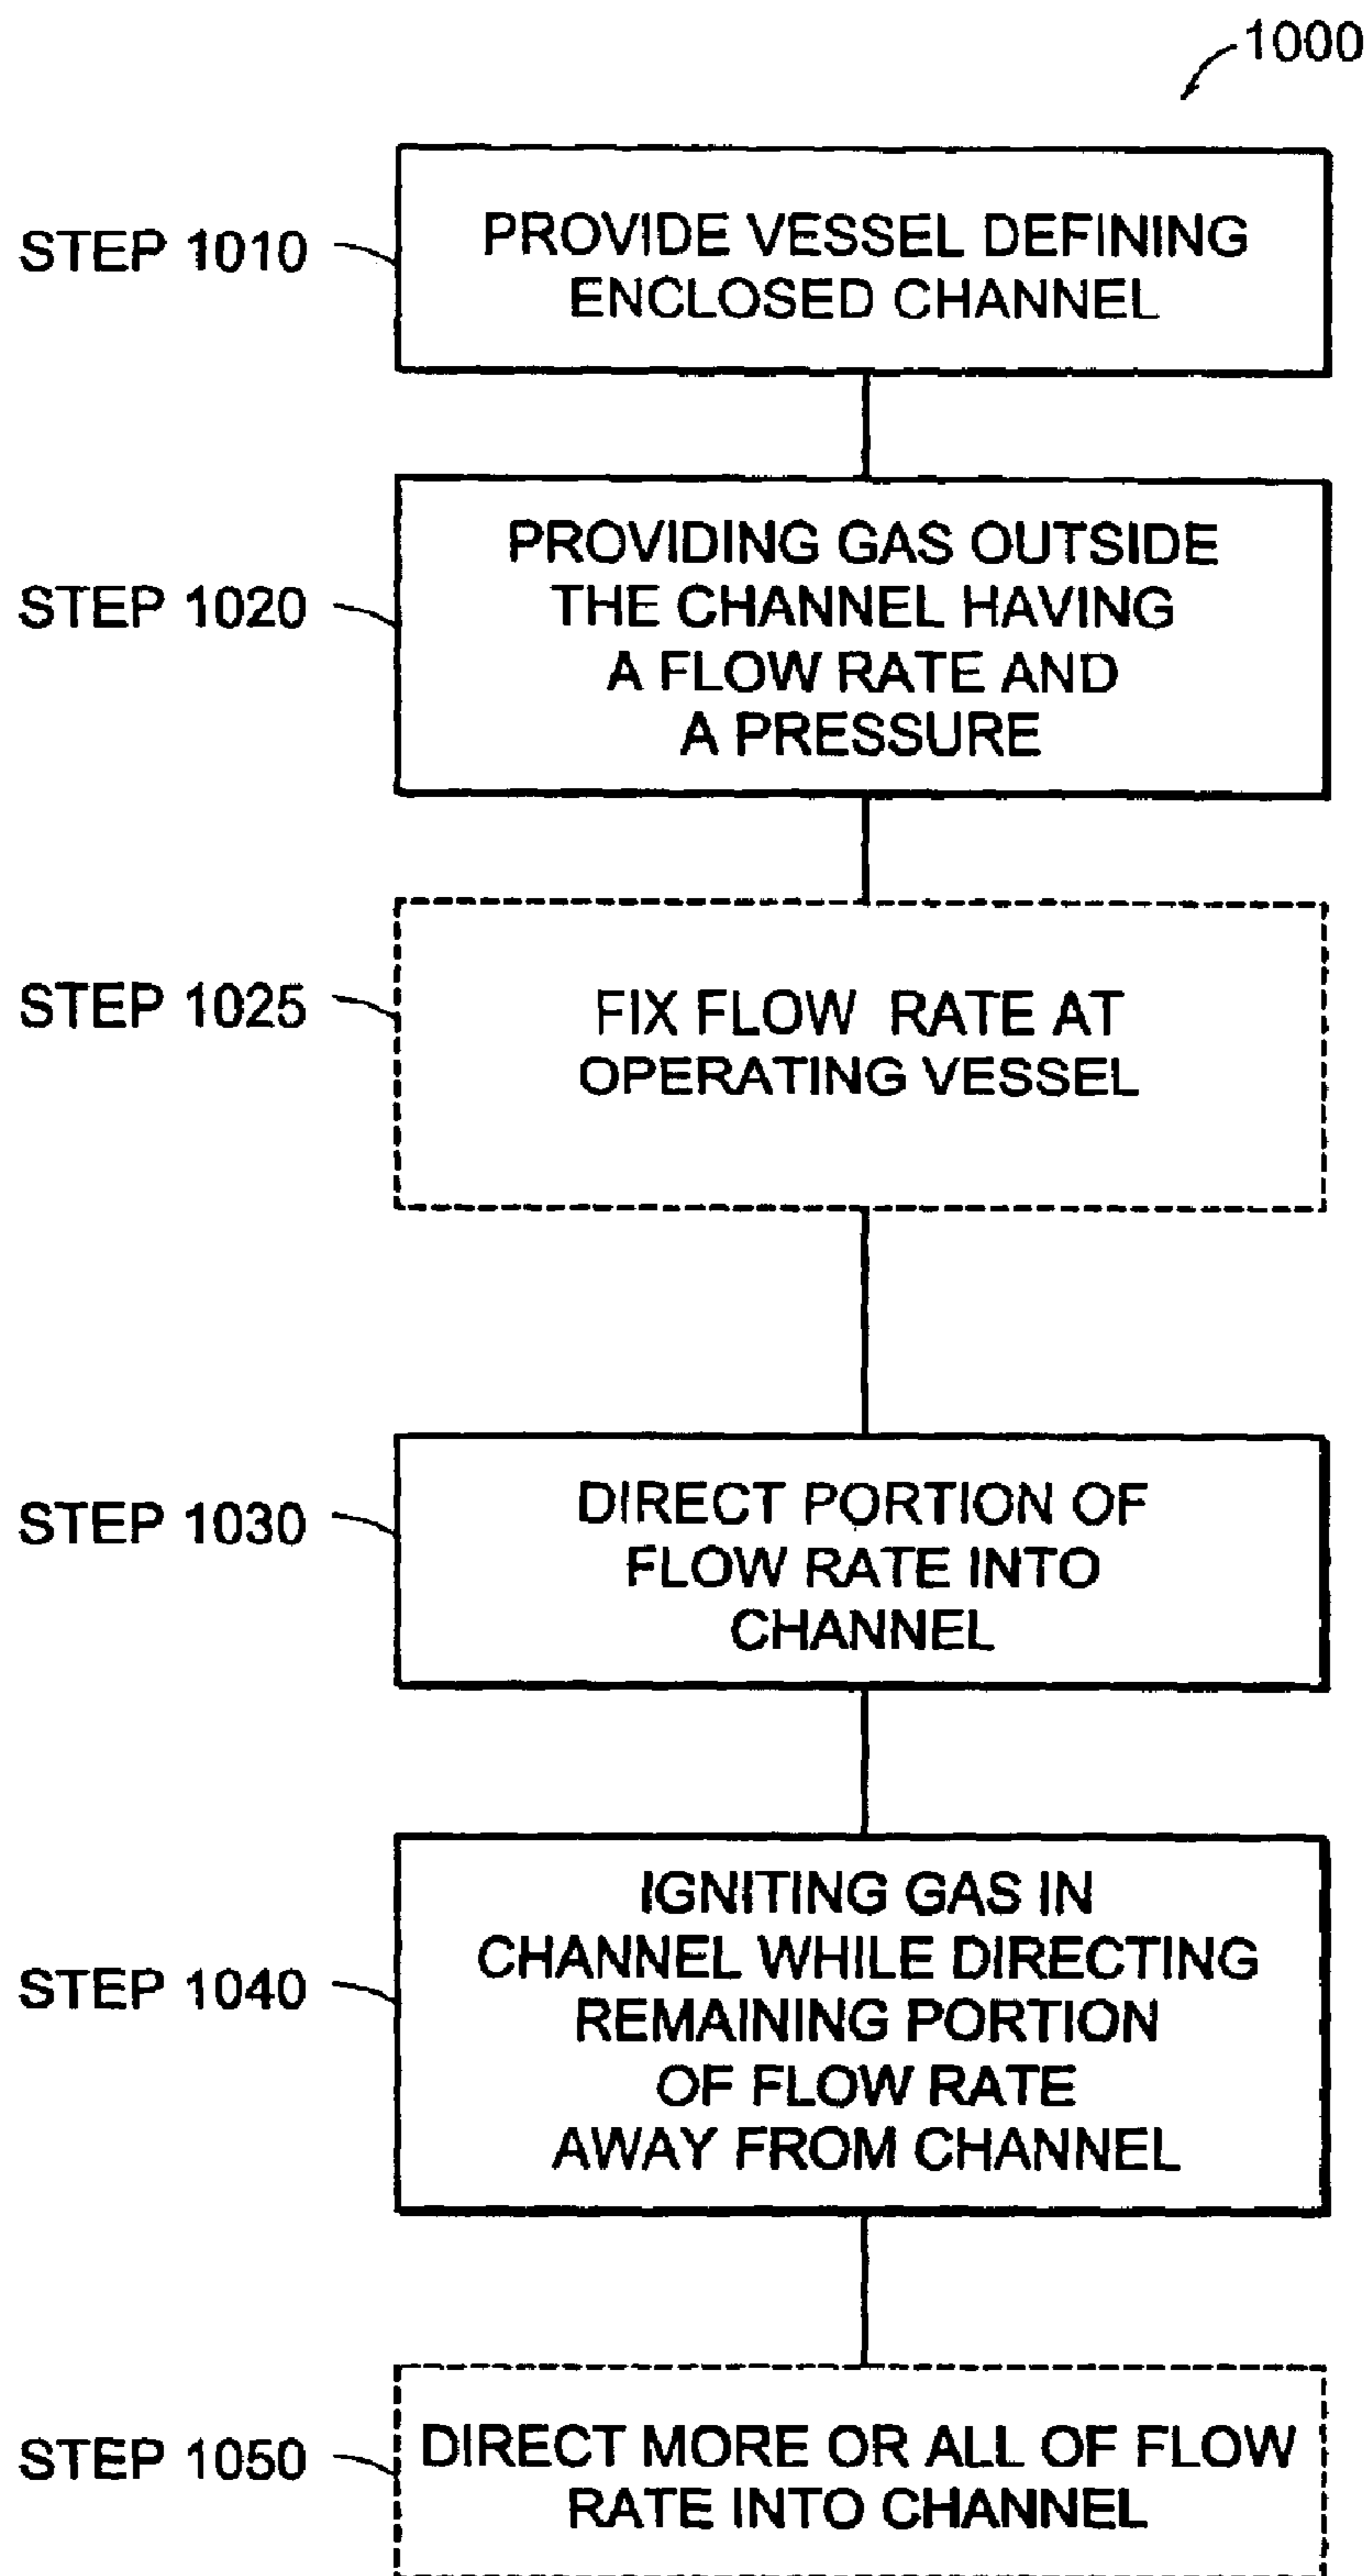 1000
STEP 1010
PROVIDE VESSEL DEFINING
ENCLOSED CHANNEL
STEP 1020
PROVIDING GAS OUTSIDE
THE CHANNEL HAVING
A FLOW RATE AND
A PRESSURE
STEP 1025
FIX FLOW RATE AT
OPERATING VESSEL
STEP 1030
DIRECT PORTION OF
FLOW RATE INTO
CHANNEL
STEP 1040
IGNITING GAS IN
CHANNEL WHILE DIRECTING
REMAINING PORTION
OF FLOW RATE
AWAY FROM CHANNEL
STEP 1050
DIRECT MORE OR ALL OF FLOW
RATE INTO CHANNEL